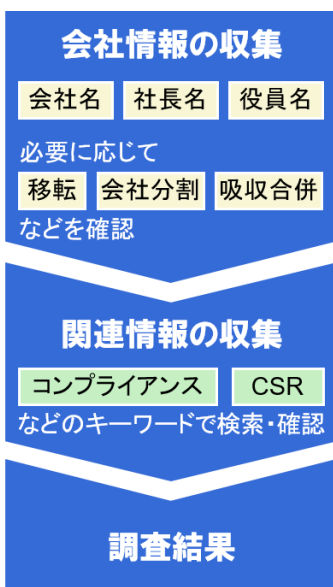 会社情報の収集
会社名 社長名 役員名
必要に応じて
移転 会社分割 吸収合併
などを確認
関連情報の収集
コンプライアンス CSR
などのキーワードで検索・確認
調査結果